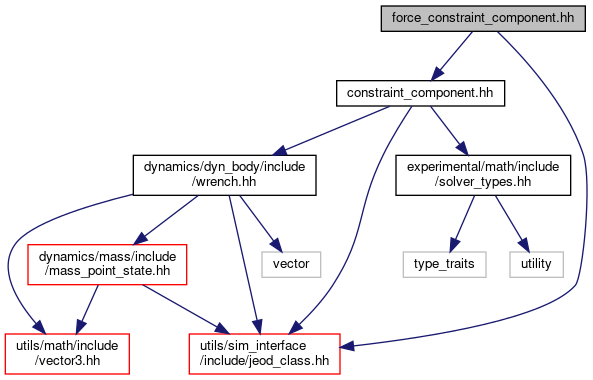 force_constraint_component.hh
constraint_component.hh
dynamics/dyn_body/include
/wrench.hh
experimental/math/include
/solver_types.hh
dynamics/mass/include
/mass_point_state.hh
vector
type_traits
utility
utils/math/include
/vector3.hh
utils/sim_interface
/include/jeod_class.hh